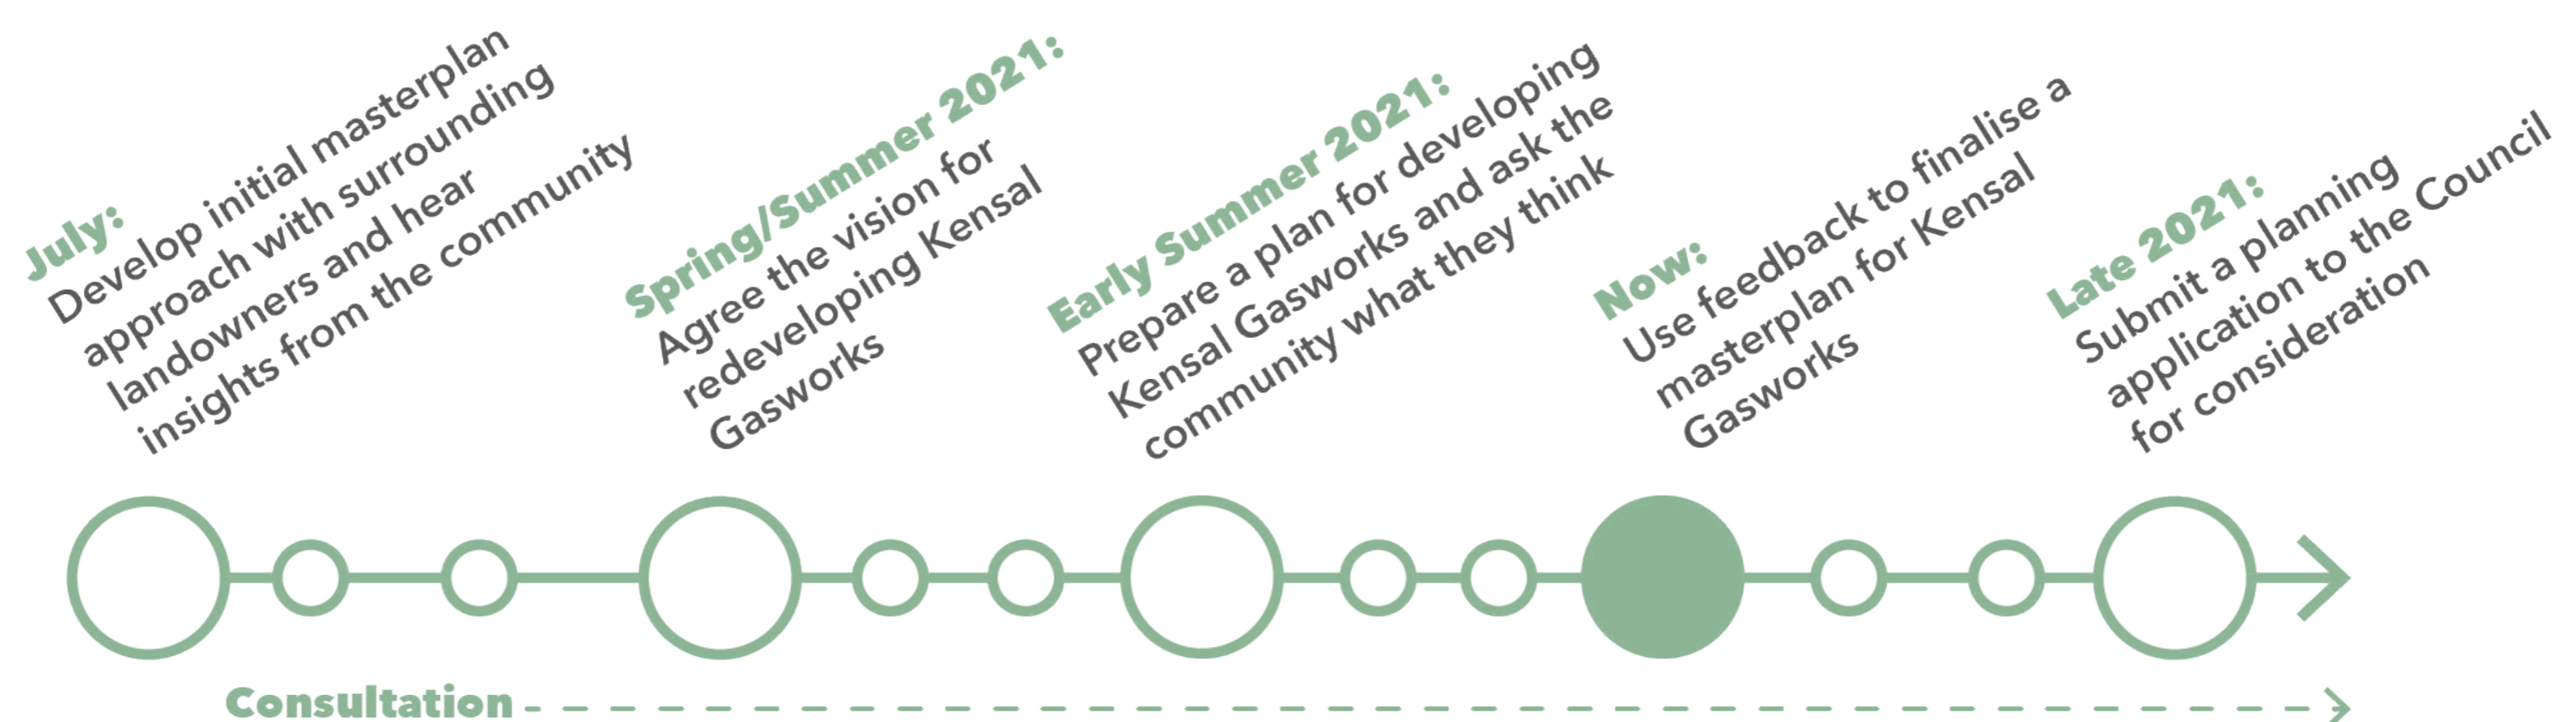 July:
Develop initial masterplan
approach with surrounding
landowners and hear
insights from the community
Spring/Summer 2021:
Agree the vision for
redeveloping Kensal
Gasworks
Early Summer 2021:
Prepare a plan for developing
Kensal Gasworks and ask the
community what they think
Now:
Use feedback to finalise a
masterplan for Kensal
Gasworks
Late 2021:
Submit a planning
application to the Council
for consideration
Consultation